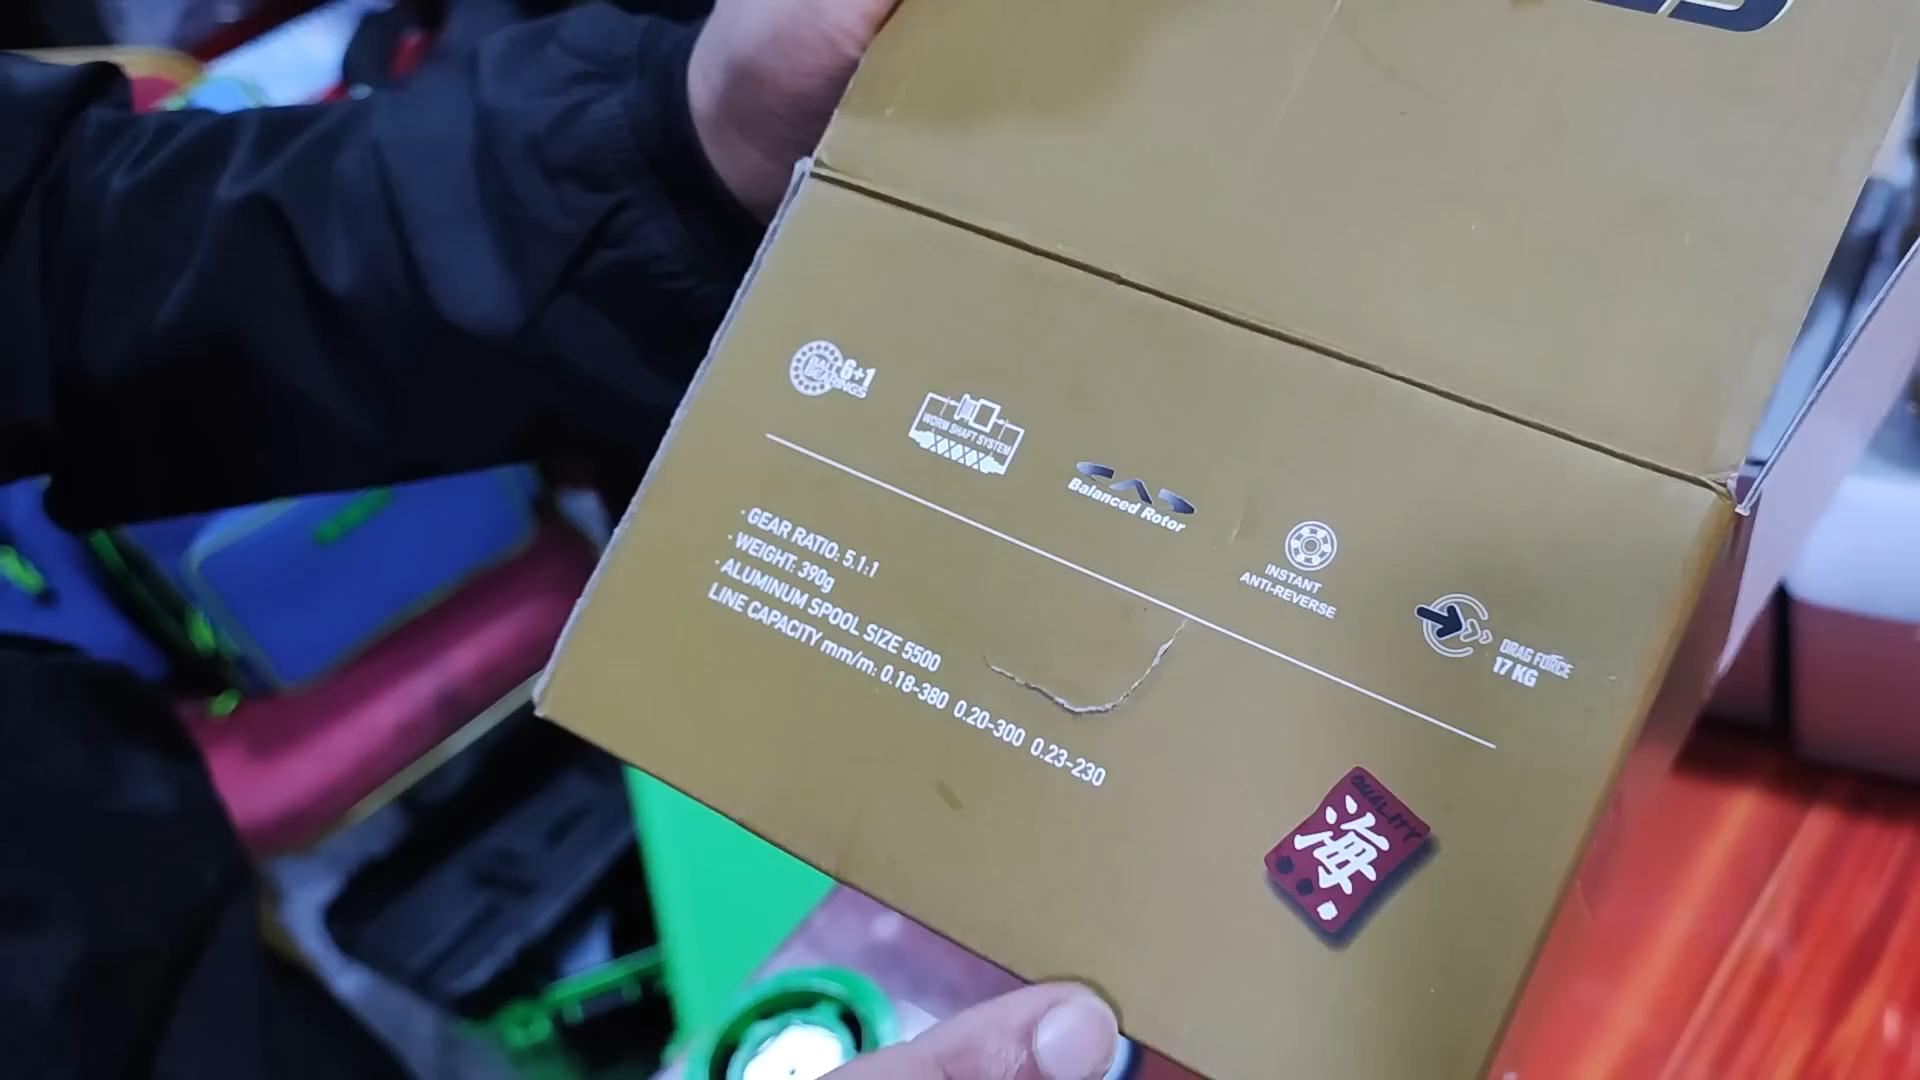 BALL BEARINGS 6+1
WORM SHAFT SYSTEM
Balanced Rotor
INSTANT
ANTI-REVERSE
DRAG FORCE
17 KG
· GEAR RATIO: 5.1:1
· WEIGHT: 390g
· ALUMINUM SPOOL SIZE 5500
LINE CAPACITY mm/m: 0.18-380 0.20-300 0.23-230
QUALITY
海